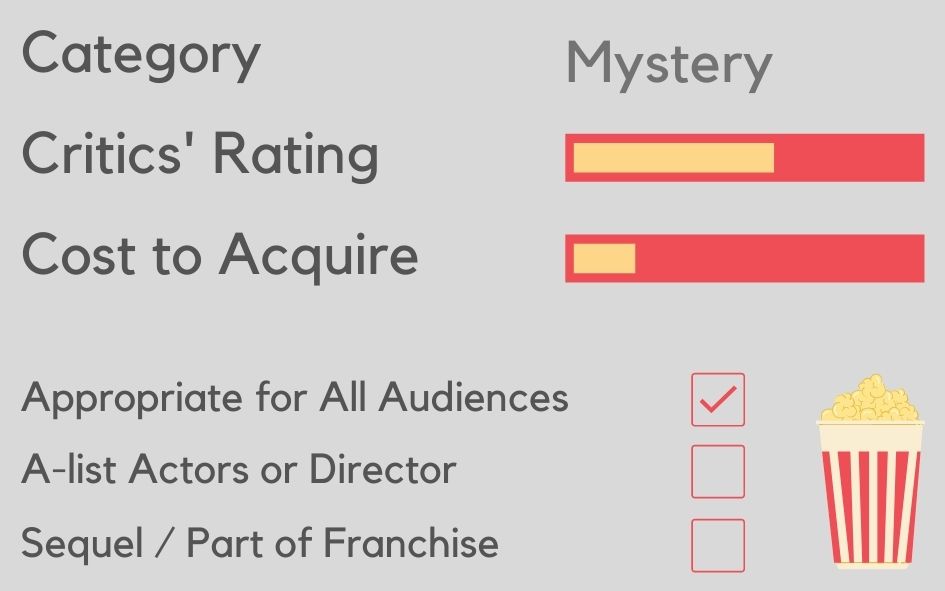 Category
Mystery
Critics' Rating
Cost to Acquire
Appropriate for All Audiences
A-list Actors or Director
Sequel / Part of Franchise